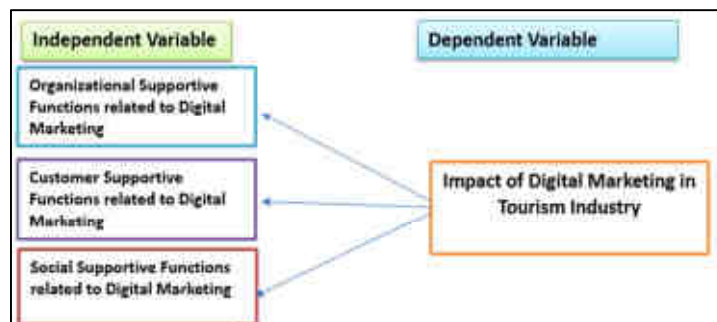 Independent Variable
Dependent Variable
Organizational Supportive
Functions related to Digital
Marketing
Customer Supportive
Functions related to Digital
Marketing
Social Supportive Functions
related to Digital Marketing
Impact of Digital Marketing in
Tourism Industry